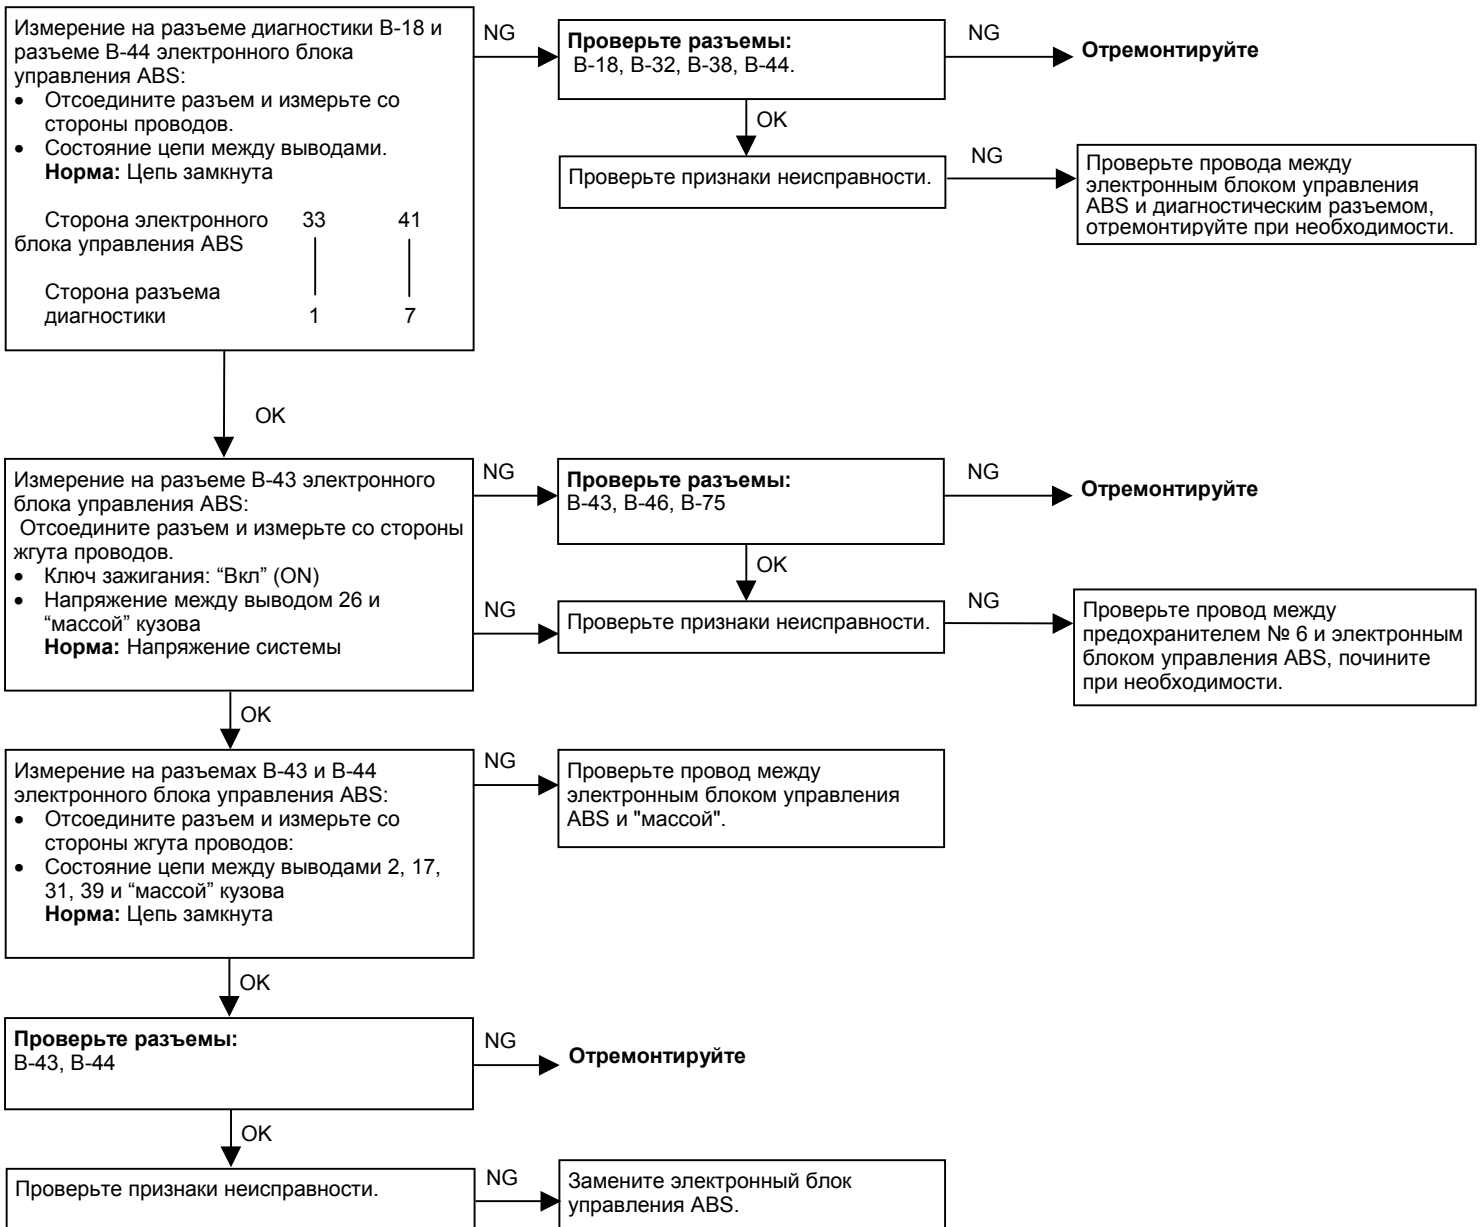 Измерение на разъеме диагностики B-18 и
разъеме B-44 электронного блока
управления ABS:
• Отсоедините разъем и измерьте со
стороны проводов.
• Состояние цепи между выводами.
Норма: Цепь замкнута
Сторона электронного 33 41
блока управления ABS
Сторона разъема
диагностики 1 7
NG
Проверьте разъемы:
B-18, B-32, B-38, B-44.
NG
Отремонтируйте
OK
Проверьте признаки неисправности.
NG
Проверьте провода между
электронным блоком управления
ABS и диагностическим разъемом,
отремонтируйте при необходимости.
OK
Измерение на разъеме B-43 электронного
блока управления ABS:
Отсоедините разъем и измерьте со стороны
жгута проводов.
• Ключ зажигания: “Вкл” (ON)
• Напряжение между выводом 26 и
“массой” кузова
Норма: Напряжение системы
NG
Проверьте разъемы:
B-43, B-46, B-75
NG
Отремонтируйте
OK
NG
Проверьте признаки неисправности.
NG
Проверьте провод между
предохранителем № 6 и электронным
блоком управления ABS, почините
при необходимости.
OK
Измерение на разъемах B-43 и B-44
электронного блока управления ABS:
• Отсоедините разъем и измерьте со
стороны жгута проводов:
• Состояние цепи между выводами 2, 17,
31, 39 и “массой” кузова
Норма: Цепь замкнута
NG
Проверьте провод между
электронным блоком управления
ABS и "массой".
OK
Проверьте разъемы:
B-43, B-44
NG
Отремонтируйте
OK
Проверьте признаки неисправности.
NG
Замените электронный блок
управления ABS.